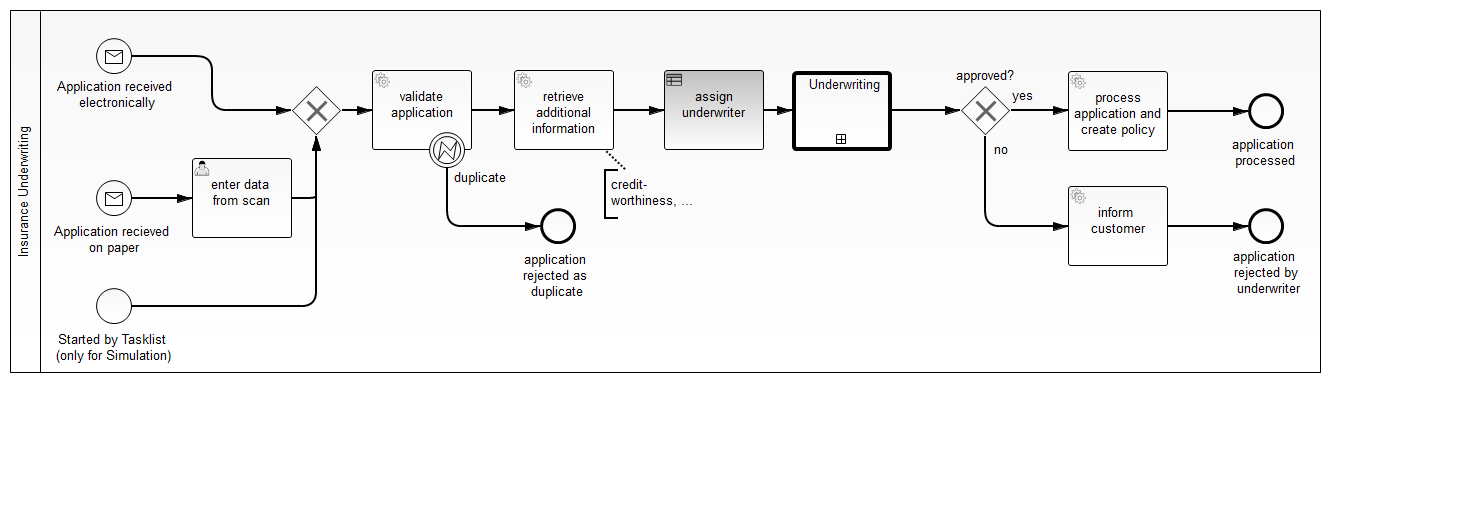 Insurance Underwriting
Application received
electronically
enter data
from scan
Application recieved
on paper
Started by Tasklist
(only for Simulation)
validate
application
duplicate
application
rejected as
duplicate
retrieve
additional
information
credit-
worthiness, ...
assign
underwriter
Underwriting
approved?
yes
no
process
application and
create policy
application
processed
inform
customer
application
rejected by
underwriter